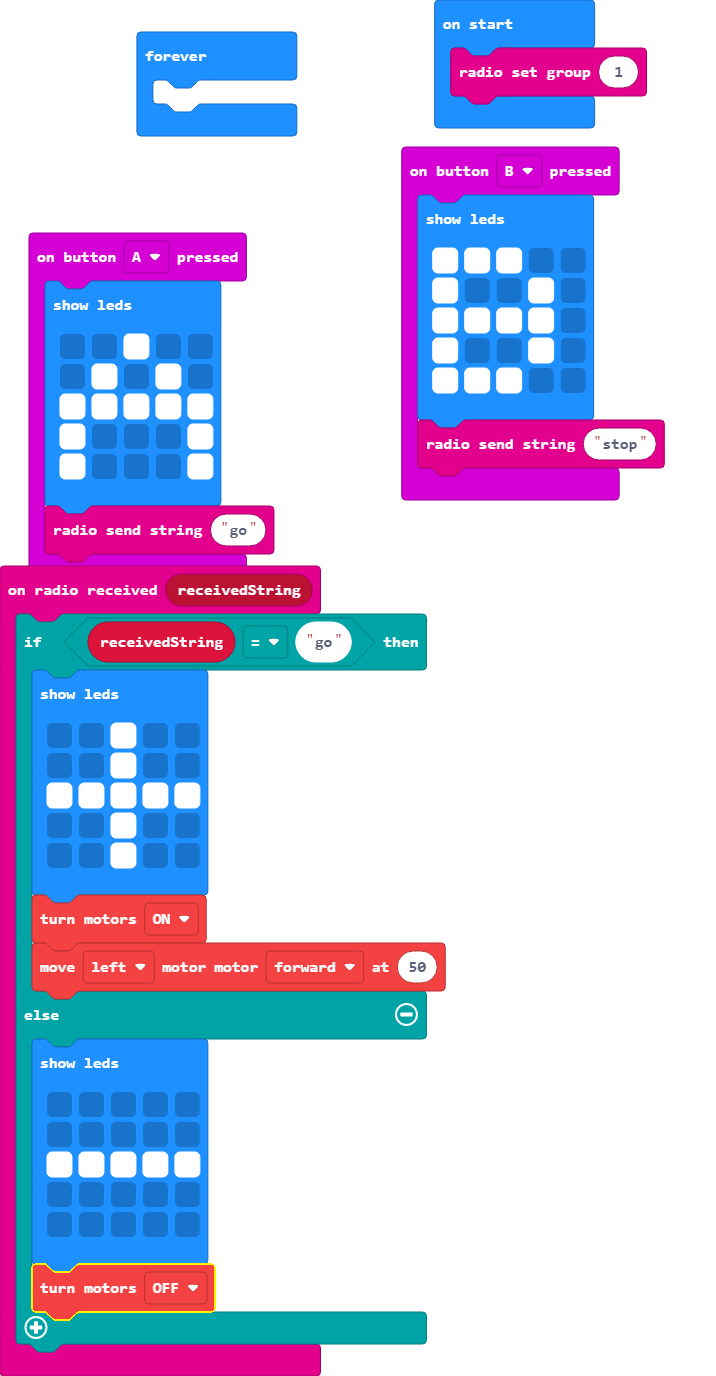 on start
forever
radio set group 1
on button B pressed
show leds
on button A pressed
show leds
radio send string "stop"
radio send string "go"
on radio received receivedString
if receivedString = "go" then
show leds
turn motors ON
move left motor motor forward at 50
else
show leds
turn motors OFF